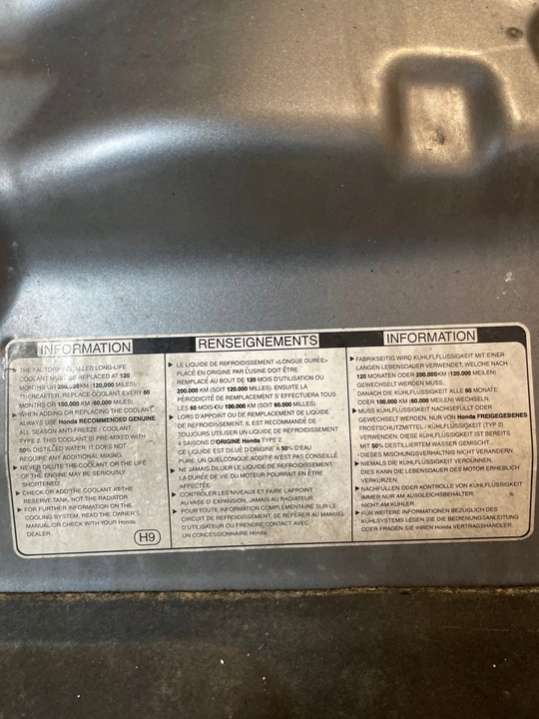 INFORMATION
▶ THE FACTORY FILLED LONG-LIFE
COOLANT MUST BE REPLACED AT 120
MONTHS OR 200.000KM (120,000 MILES)
THEREAFTER, REPLACE COOLANT EVERY 60
MONTHS OR 100,000 KM (60,000 MILES).
▶ WHEN ADDING OR REPLACING THE COOLANT,
ALWAYS USE Honda RECOMMENDED GENUINE
ALL SEASON ANTI-FREEZE / COOLANT
TYPE 2. THIS COOLANT IS PRE-MIXED WITH
50% DISTILLED WATER. IT DOES NOT
REQUIRE ANY ADDITIONAL MIXING.
▶ NEVER DILUTE THE COOLANT, OR THE LIFE
OF THE ENGINE MAY BE SERIOUSLY
SHORTENED.
▶ CHECK OR ADD THE COOLANT AT THE
RESERVE TANK, NOT THE RADIATOR.
▶ FOR FURTHER INFORMATION ON THE
COOLING SYSTEM, READ THE OWNER'S
MANUAL OR CHECK WITH YOUR Honda
DEALER.
H9
RENSEIGNEMENTS
▶ LE LIQUIDE DE REFROIDISSEMENT «LONGUE DURÉE»
PLACÉ EN ORIGINE PAR L'USINE DOIT ÊTRE
REMPLACÉ AU BOUT DE 120 MOIS D'UTILISATION OU
200.000 KM (SOIT 120.000 MILLES). ENSUITE LA
PÉRIODICITÉ DE REMPLACEMENT S'EFFECTUERA TOUS
LES 60 MOIS OU 100.000 KM (SOIT 60.000 MILLES).
▶ LORS D'APPOINT OU DE REMPLACEMENT DE LIQUIDE
DE REFROIDISSEMENT, IL EST RECOMMANDÉ DE
TOUJOURS UTILISER UN LIQUIDE DE REFROIDISSEMENT
4 SAISONS D'ORIGINE Honda TYPE 2.
CE LIQUIDE EST DILUÉ D'ORIGINE À 50% D'EAU
PURE. UN QUELCONQUE AJOUT N'EST PAS CONSEILLÉ.
▶ NE JAMAIS DILUER LE LIQUIDE DE REFROIDISSEMENT,
LA DURÉE DE VIE DU MOTEUR POURRAIT EN ÊTRE
AFFECTÉE.
▶ CONTRÔLER LES NIVEAUX ET FAIRE L'APPOINT
AU VASE D'EXPANSION, JAMAIS AU RADIATEUR.
▶ POUR TOUTE INFORMATION COMPLÉMENTAIRE SUR LE
CIRCUIT DE REFROIDISSEMENT, SE RÉFÉRER AU MANUEL
D'UTILISATEUR OU PRENDRE CONTACT AVEC
UN CONCESSIONNAIRE Honda.
INFORMATION
▶ FABRIKSEITIG WIRD KÜHLFLÜSSIGKEIT MIT EINER
LANGEN LEBENSDAUER VERWENDET, WELCHE NACH
120 MONATEN ODER 200.000KM (120,000 MEILEN)
GEWECHSELT WERDEN MUSS.
DANACH DIE KÜHLFLÜSSIGKEIT ALLE 60 MONATE
ODER 100,000 KM (60,000 MEILEN) WECHSELN.
▶ MUSS KÜHLFLÜSSIGKEIT NACHGEFÜLLT ODER
GEWECHSELT WERDEN, NUR VON Honda FREIGEGEBENES
FROSTSCHUTZMITTEL / KÜHLFLÜSSIGKEIT (TYP 2)
VERWENDEN. DIESE KÜHLFLÜSSIGKEIT IST BEREITS
MIT 50% DESTILLIERTEM WASSER GEMISCHT.
DIESES MISCHUNGSVERHÄLTNIS NICHT VERÄNDERN.
▶ NIEMALS DIE KÜHLFLÜSSIGKEIT VERDÜNNEN.
DIES KANN DIE LEBENSDAUER DES MOTOR ERHEBLICH
VERKÜRZEN.
▶ NACHFÜLLEN ODER KONTROLLE VON KÜHLFLÜSSIGKEIT
IMMER NUR AM AUSGLEICHSBEHÄLTER,
NICHT AM KÜHLER.
▶ FÜR WEITERE INFORMATIONEN BEZÜGLICH DES
KÜHLSYSTEMS LESEN SIE DIE BEDIENUNGSANLEITUNG
ODER FRAGEN SIE IHREN Honda VERTRAGSHÄNDLER.